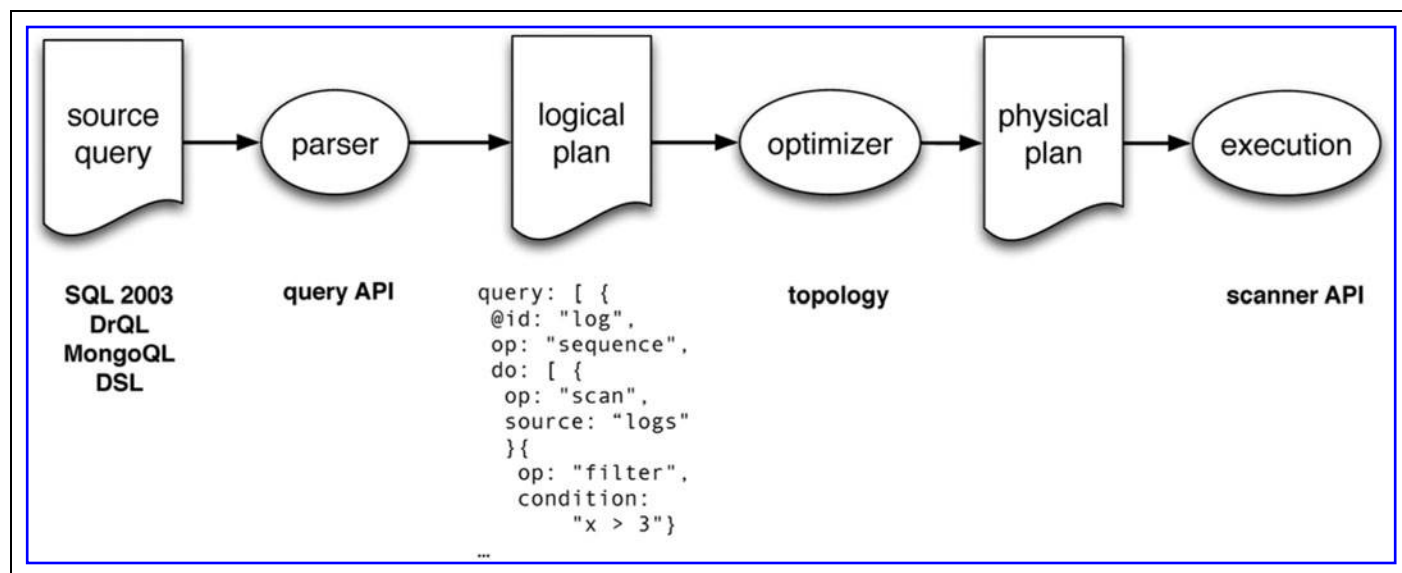 source
query
parser
logical
plan
optimizer
physical
plan
execution
SQL 2003
DrQL
MongoQL
DSL
query API
query: [ {
@id: "log",
op: "sequence",
do: [ {
op: "scan",
source: “logs"
}{
op: "filter",
condition:
"x > 3"}
…
topology
scanner API